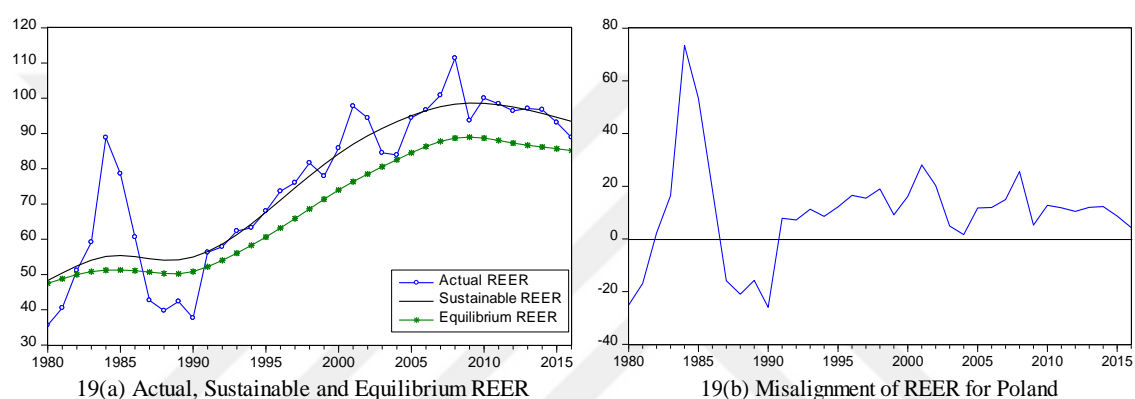 120
110
100
90
80
70
60
50
40
30
1980 1985 1990 1995 2000 2005 2010 2015
Actual REER
Sustainable REER
Equilibrium REER
19(a) Actual, Sustainable and Equilibrium REER
80
60
40
20
0
-20
-40
1980 1985 1990 1995 2000 2005 2010 2015
19(b) Misalignment of REER for Poland